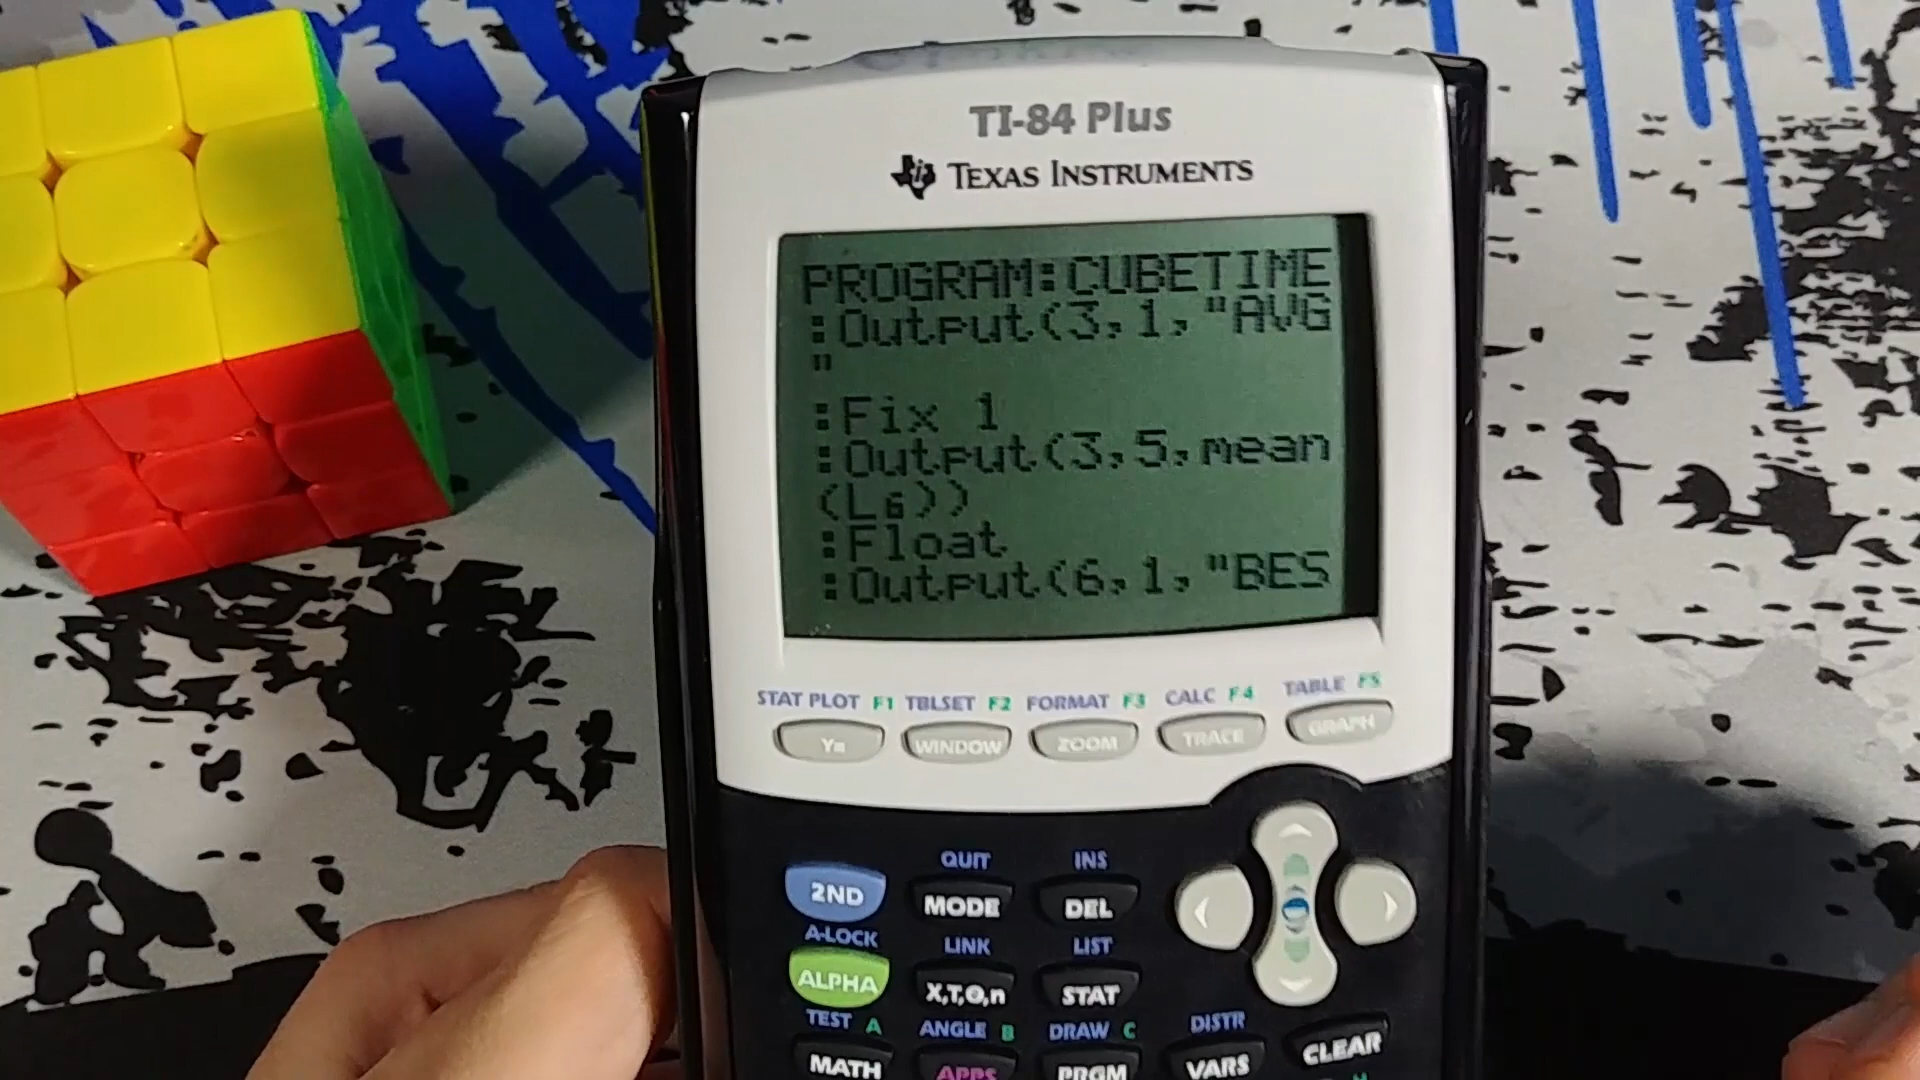 TI-84 Plus
TEXAS INSTRUMENTS
PROGRAM:CUBETIME
:Output(3,1,"AVG
"
:Fix 1
:Output(3,5,mean
(L₆))
:Float
:Output(6,1,"BES
STAT PLOT F1 TBLSET F2 FORMAT F3 CALC F4 TABLE F5
Y= WINDOW ZOOM TRACE GRAPH
QUIT INS
2ND MODE DEL
A-LOCK LINK LIST
ALPHA X,T,Θ,n STAT
TEST A ANGLE B DRAW C DISTR
MATH APPS PRGM VARS CLEAR